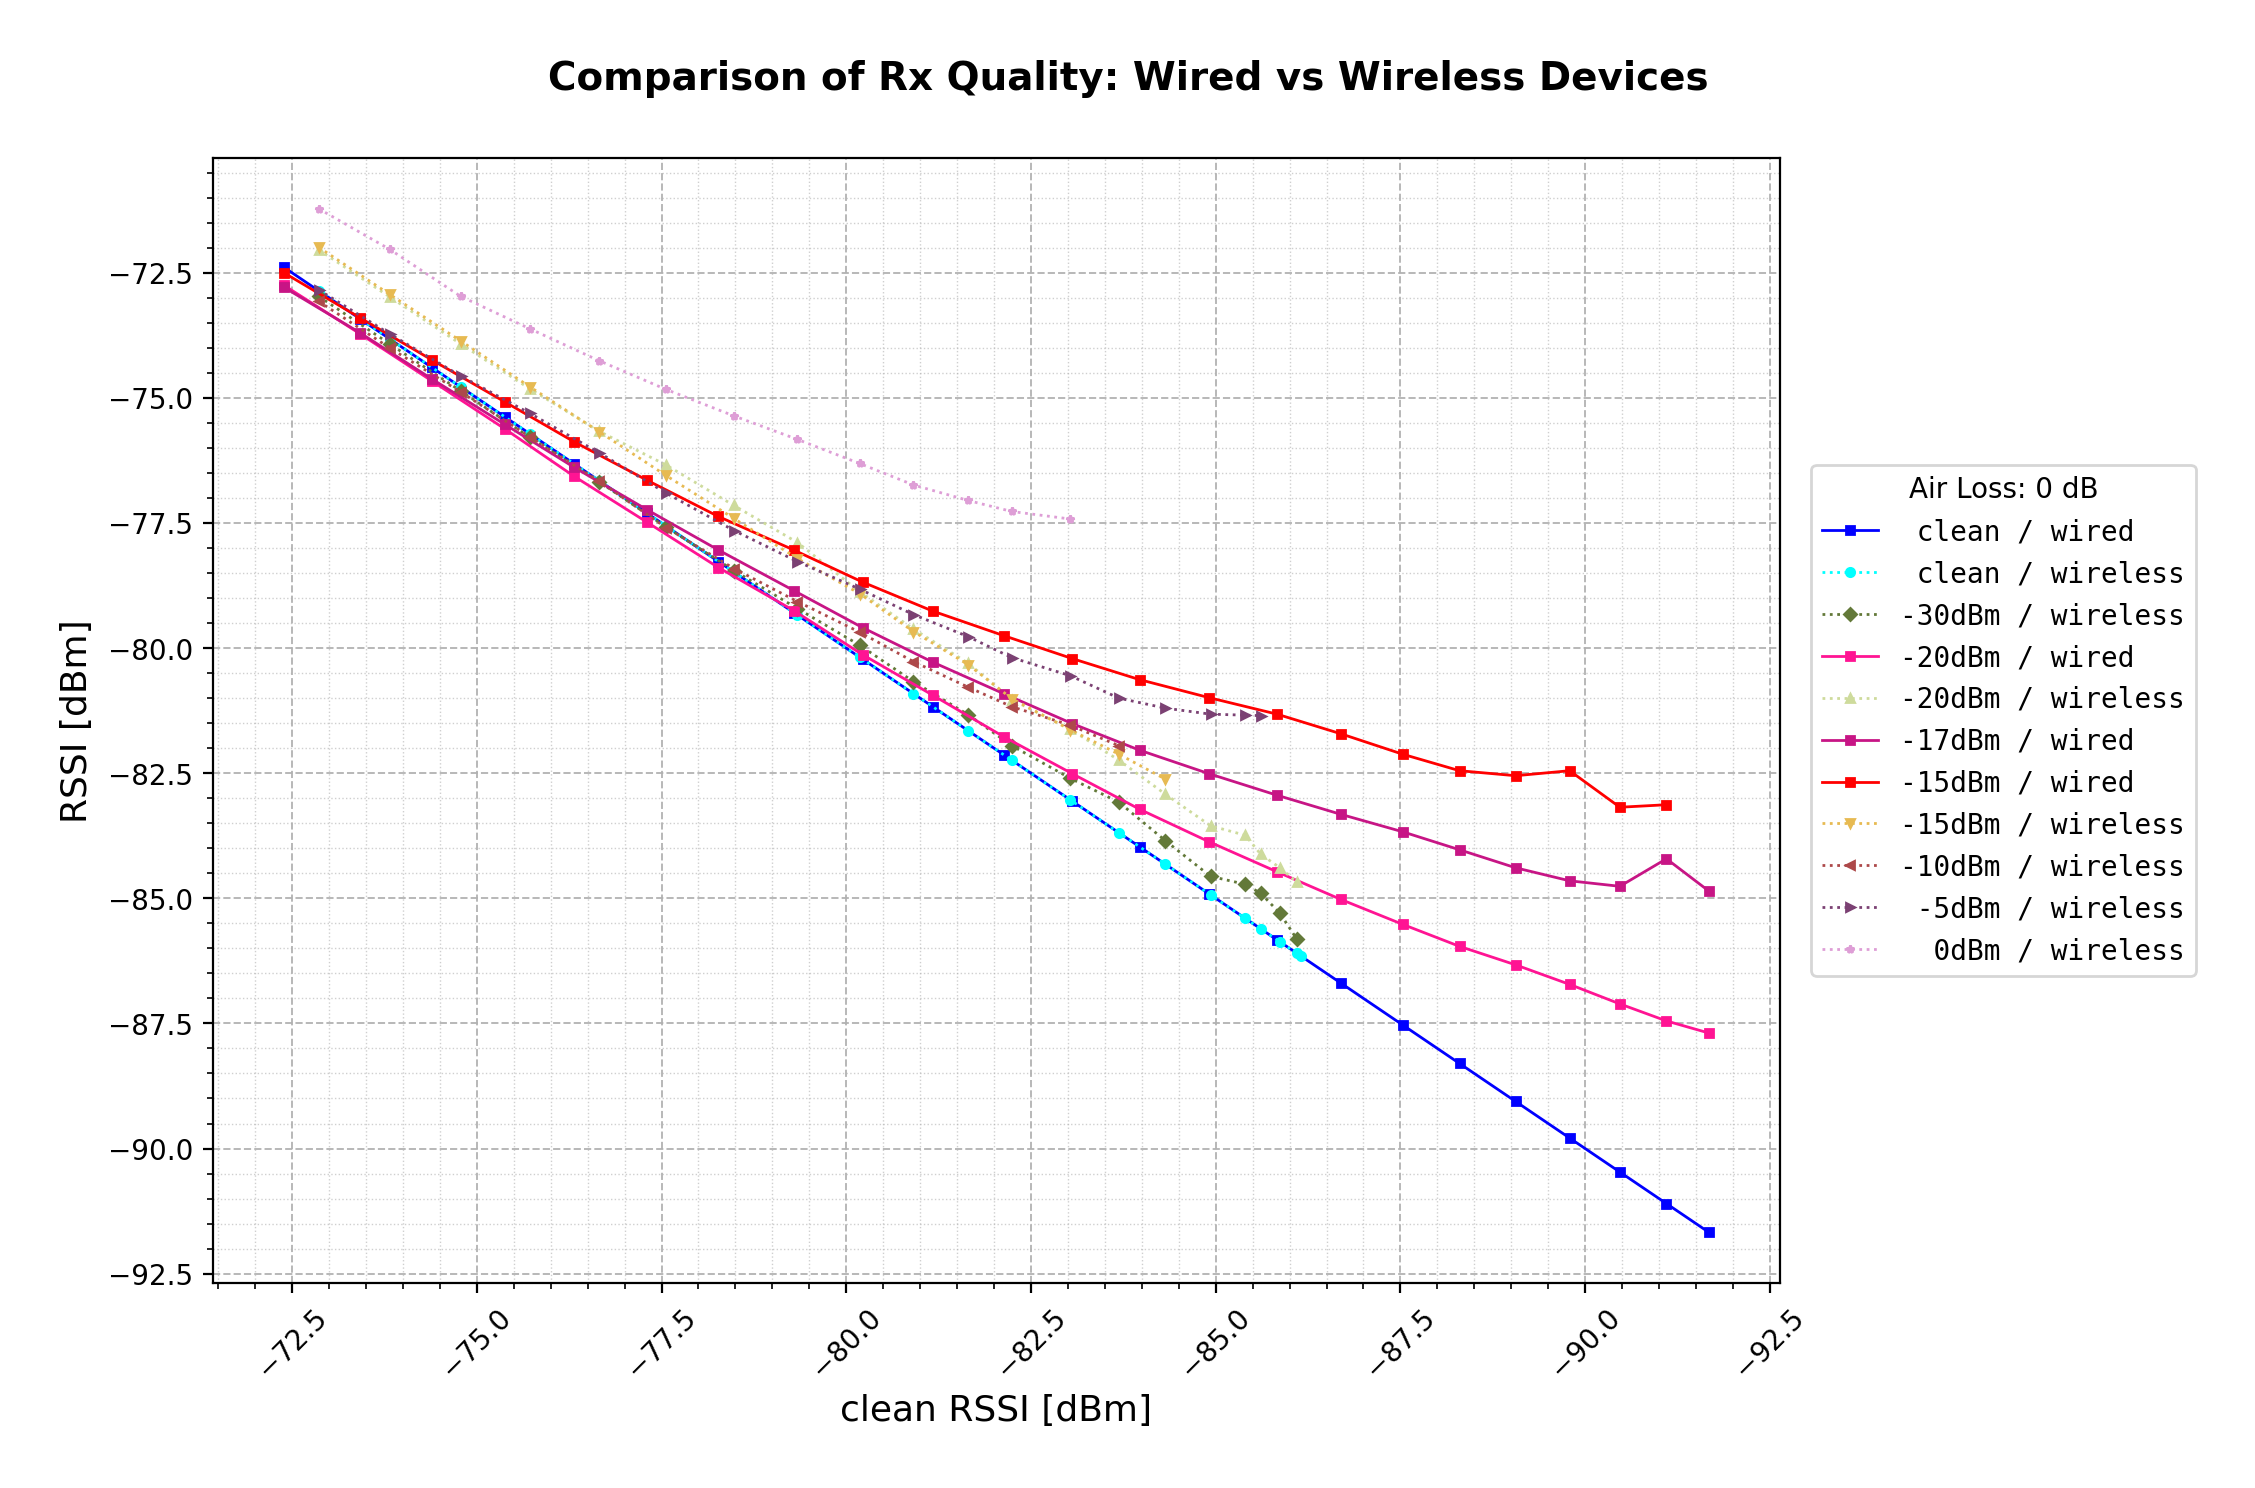 Comparison of Rx Quality: Wired vs Wireless Devices
RSSI [dBm]
−72.5
−75.0
−77.5
−80.0
−82.5
−85.0
−87.5
−90.0
−92.5
−72.5
−75.0
−77.5
−80.0
−82.5
−85.0
−87.5
−90.0
−92.5
clean RSSI [dBm]
Air Loss: 0 dB
clean / wired
clean / wireless
-30dBm / wireless
-20dBm / wired
-20dBm / wireless
-17dBm / wired
-15dBm / wired
-15dBm / wireless
-10dBm / wireless
-5dBm / wireless
0dBm / wireless